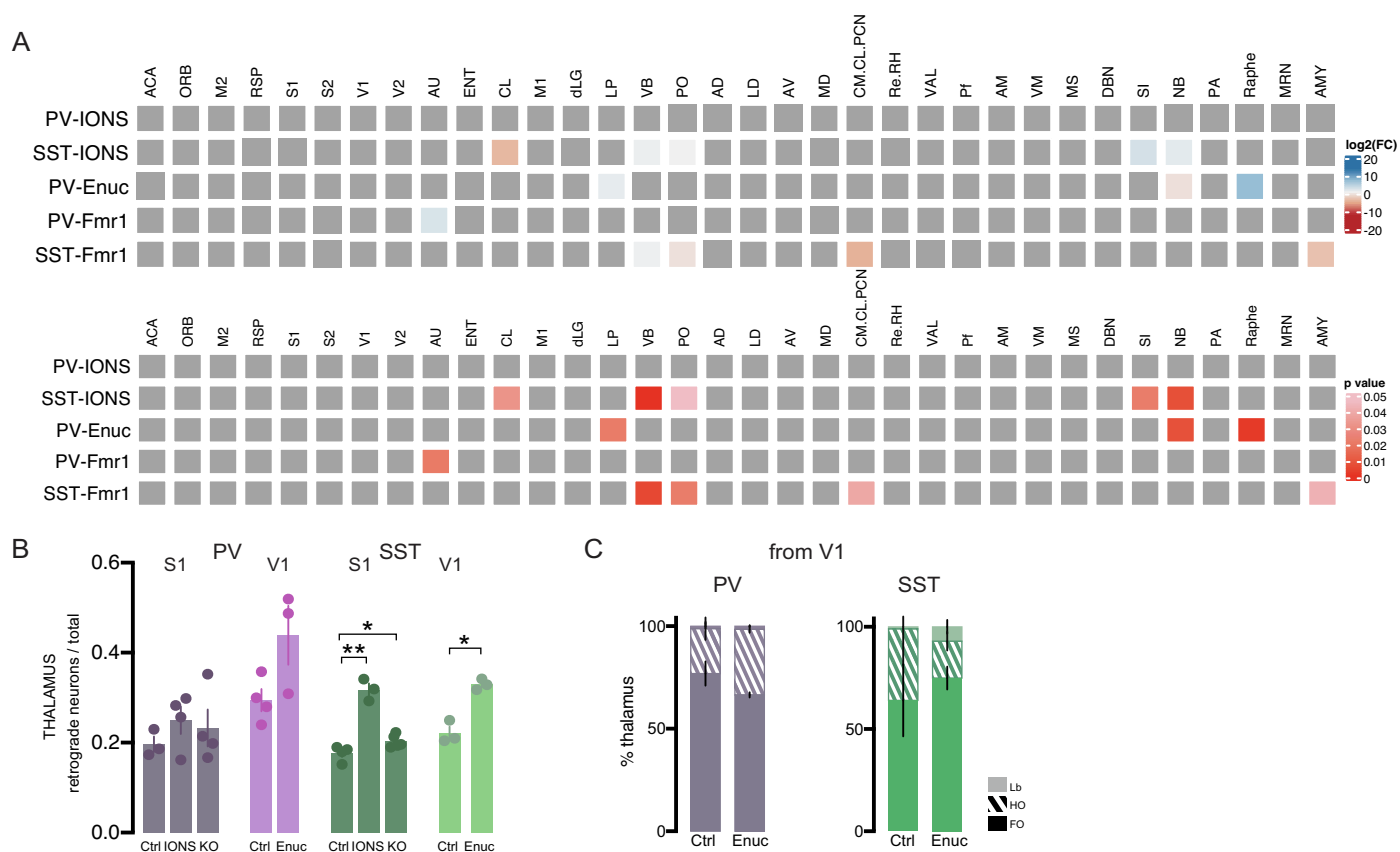 A
ACA ORB M2 RSP S1 S2 V1 V2 AU ENT CL M1 dLG LP VB PO AD LD AV MD CM.CL.PCN Re.RH VAL Pf AM VM MS DBN SI NB PA Raphe MRN AMY
PV-IONS
SST-IONS
PV-Enuc
PV-Fmr1
SST-Fmr1
log2(FC)
20
10
0
-10
-20
ACA ORB M2 RSP S1 S2 V1 V2 AU ENT CL M1 dLG LP VB PO AD LD AV MD CM.CL.PCN Re.RH VAL Pf AM VM MS DBN SI NB PA Raphe MRN AMY
PV-IONS
SST-IONS
PV-Enuc
PV-Fmr1
SST-Fmr1
p value
0.05
0.04
0.03
0.02
0.01
0
B
PV SST
S1 V1 S1 V1
THALAMUS
retrograde neurons / total
0.6
0.4
0.2
0.0
** * *
Ctrl IONS KO Ctrl Enuc Ctrl IONS KO Ctrl Enuc
C
from V1
PV SST
% thalamus
100
50
0
Ctrl Enuc
100
50
0
Ctrl Enuc
Lb
HO
FO